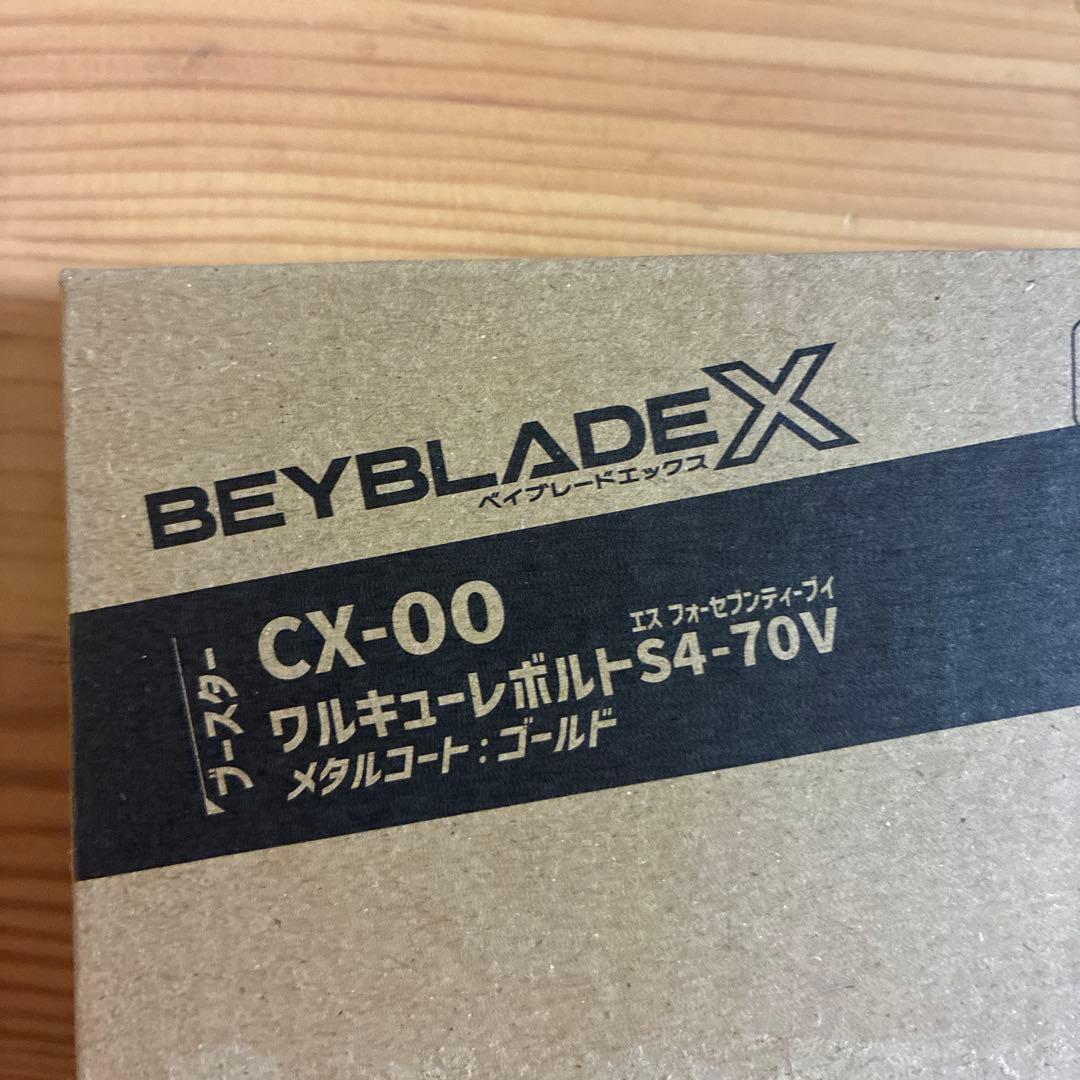 BEYBLADE X
ベイブレードエックス
ブースター
CX-00
エス フォーセブンティーブイ
ワルキューレボルトS4-70V
メタルコート：ゴールド